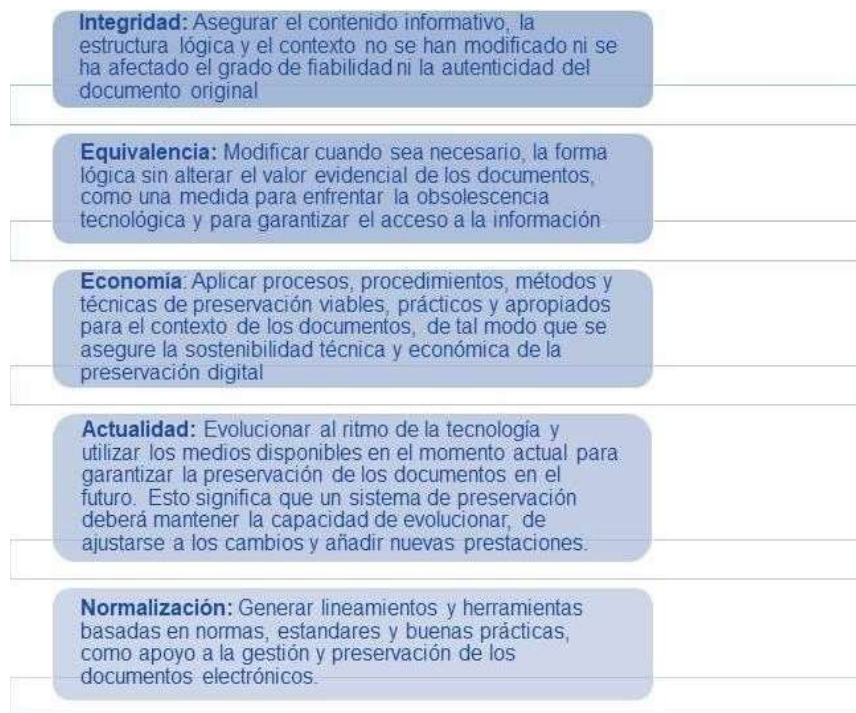 Integridad: Asegurar el contenido informativo, la
estructura lógica y el contexto no se han modificado ni se
ha afectado el grado de fiabilidad ni la autenticidad del
documento original
Equivalencia: Modificar cuando sea necesario, la forma
lógica sin alterar el valor evidencial de los documentos,
como una medida para enfrentar la obsolescencia
tecnológica y para garantizar el acceso a la información
Economía: Aplicar procesos, procedimientos, métodos y
técnicas de preservación viables, prácticos y apropiados
para el contexto de los documentos, de tal modo que se
asegure la sostenibilidad técnica y económica de la
preservación digital
Actualidad: Evolucionar al ritmo de la tecnología y
utilizar los medios disponibles en el momento actual para
garantizar la preservación de los documentos en el
futuro. Esto significa que un sistema de preservación
deberá mantener la capacidad de evolucionar, de
ajustarse a los cambios y añadir nuevas prestaciones.
Normalización: Generar lineamientos y herramientas
basadas en normas, estandares y buenas prácticas,
como apoyo a la gestión y preservación de los
documentos electrónicos.